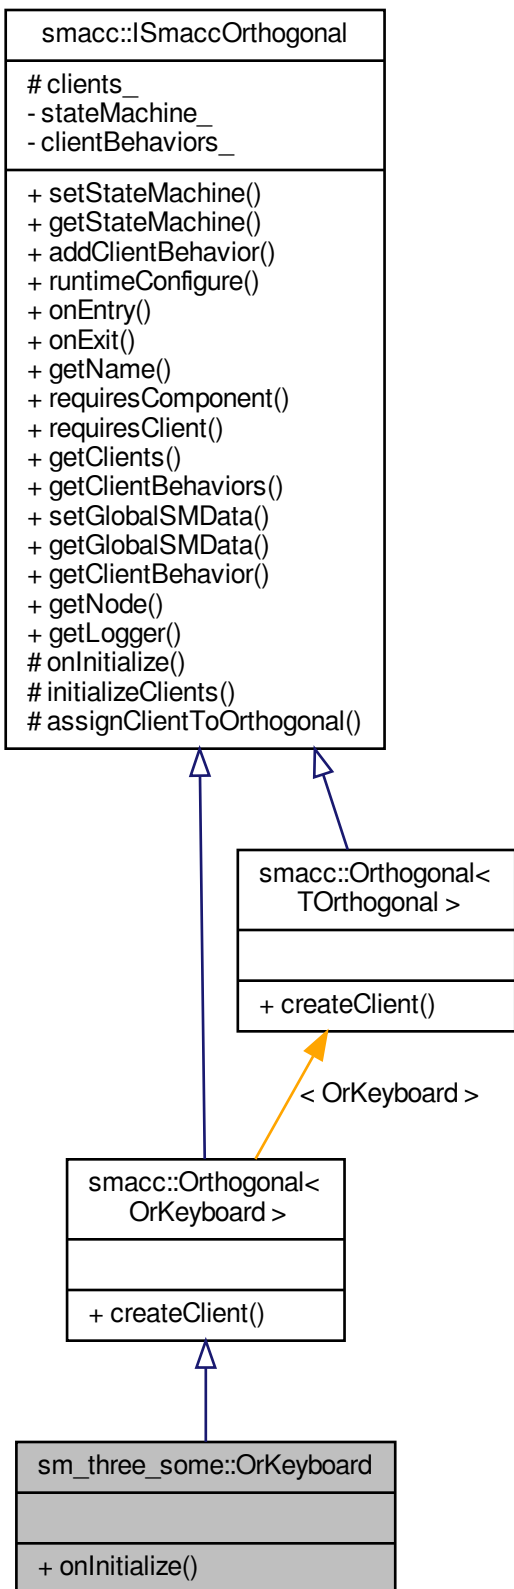 smacc::ISmaccOrthogonal
# clients_
- stateMachine_
- clientBehaviors_
+ setStateMachine()
+ getStateMachine()
+ addClientBehavior()
+ runtimeConfigure()
+ onEntry()
+ onExit()
+ getName()
+ requiresComponent()
+ requiresClient()
+ getClients()
+ getClientBehaviors()
+ setGlobalSMData()
+ getGlobalSMData()
+ getClientBehavior()
+ getNode()
+ getLogger()
# onInitialize()
# initializeClients()
# assignClientToOrthogonal()
smacc::Orthogonal<
TOrthogonal >
+ createClient()
< OrKeyboard >
smacc::Orthogonal<
OrKeyboard >
+ createClient()
sm_three_some::OrKeyboard
+ onInitialize()